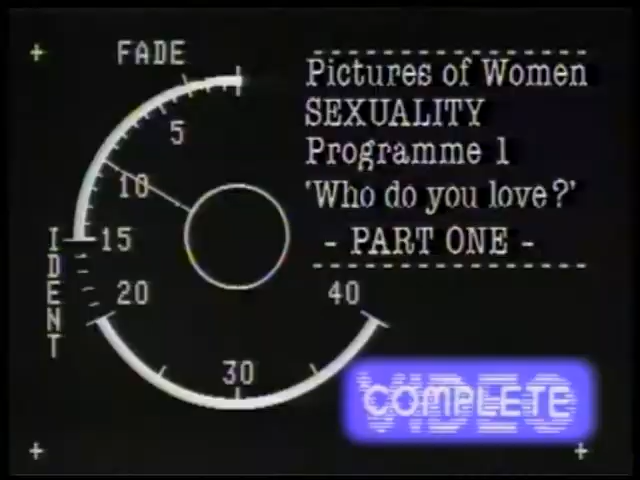 FADE
Pictures of Women
SEXUALITY
Programme 1
'Who do you love?'
- PART ONE -
5
10
15
20
30
40
IDENT
VIDEO
COMPLETE